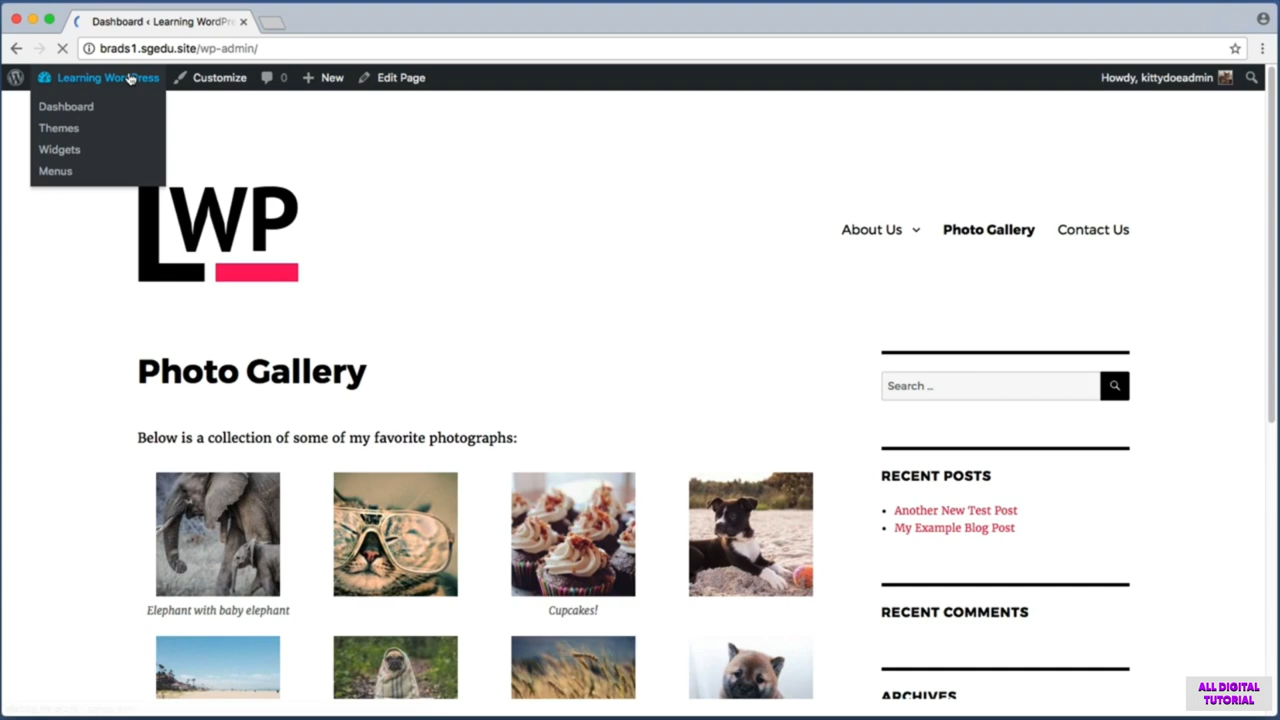 Dashboard ‹ Learning WordPre
brads1.sgedu.site/wp-admin/
Learning WordPress
Customize
0
New
Edit Page
Howdy, kittydoeadmin
Dashboard
Themes
Widgets
Menus
LWP
About Us
Photo Gallery
Contact Us
Photo Gallery
Search …
Below is a collection of some of my favorite photographs:
RECENT POSTS
Another New Test Post
My Example Blog Post
Elephant with baby elephant
Cupcakes!
RECENT COMMENTS
ARCHIVES
ALL DIGITAL
TUTORIAL